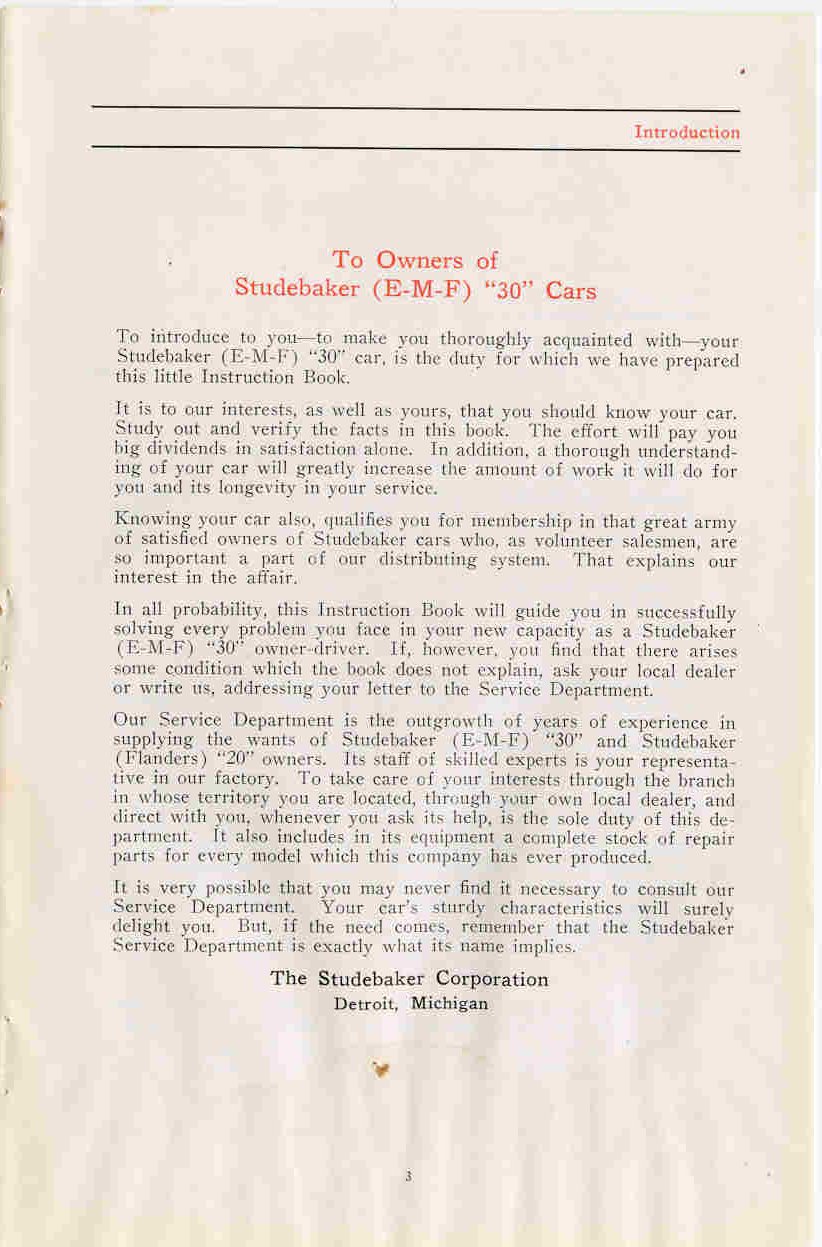 Introduction
To Owners of
Studebaker (E-M-F) “30” Cars
To introduce to you—to make you thoroughly acquainted with—your
Studebaker (E-M-F) “30” car, is the duty for which we have prepared
this little Instruction Book.
It is to our interests, as well as yours, that you should know your car.
Study out and verify the facts in this book. The effort will pay you
big dividends in satisfaction alone. In addition, a thorough understand-
ing of your car will greatly increase the amount of work it will do for
you and its longevity in your service.
Knowing your car also, qualifies you for membership in that great army
of satisfied owners of Studebaker cars who, as volunteer salesmen, are
so important a part of our distributing system. That explains our
interest in the affair.
In all probability, this Instruction Book will guide you in successfully
solving every problem you face in your new capacity as a Studebaker
(E-M-F) “30” owner-driver. If, however, you find that there arises
some condition which the book does not explain, ask your local dealer
or write us, addressing your letter to the Service Department.
Our Service Department is the outgrowth of years of experience in
supplying the wants of Studebaker (E-M-F) “30” and Studebaker
(Flanders) “20” owners. Its staff of skilled experts is your representa-
tive in our factory. To take care of your interests through the branch
in whose territory you are located, through your own local dealer, and
direct with you, whenever you ask its help, is the sole duty of this de-
partment. It also includes in its equipment a complete stock of repair
parts for every model which this company has ever produced.
It is very possible that you may never find it necessary to consult our
Service Department. Your car’s sturdy characteristics will surely
delight you. But, if the need comes, remember that the Studebaker
Service Department is exactly what its name implies.
The Studebaker Corporation
Detroit, Michigan
3